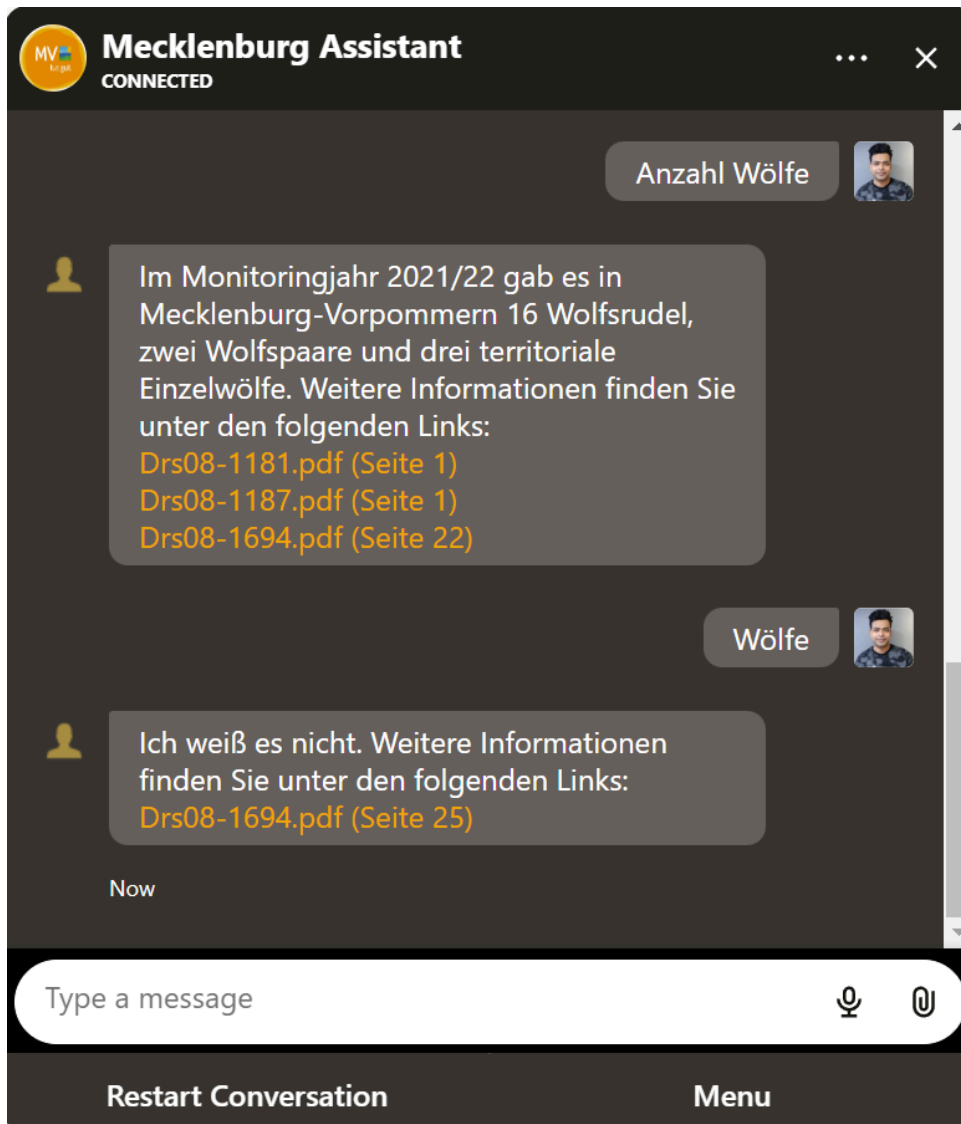 MV
tut gut.
Mecklenburg Assistant
CONNECTED
Anzahl Wölfe
Im Monitoringjahr 2021/22 gab es in
Mecklenburg-Vorpommern 16 Wolfsrudel,
zwei Wolfspaare und drei territoriale
Einzelwölfe. Weitere Informationen finden Sie
unter den folgenden Links:
Drs08-1181.pdf (Seite 1)
Drs08-1187.pdf (Seite 1)
Drs08-1694.pdf (Seite 22)
Wölfe
Ich weiß es nicht. Weitere Informationen
finden Sie unter den folgenden Links:
Drs08-1694.pdf (Seite 25)
Now
Type a message
Restart Conversation Menu